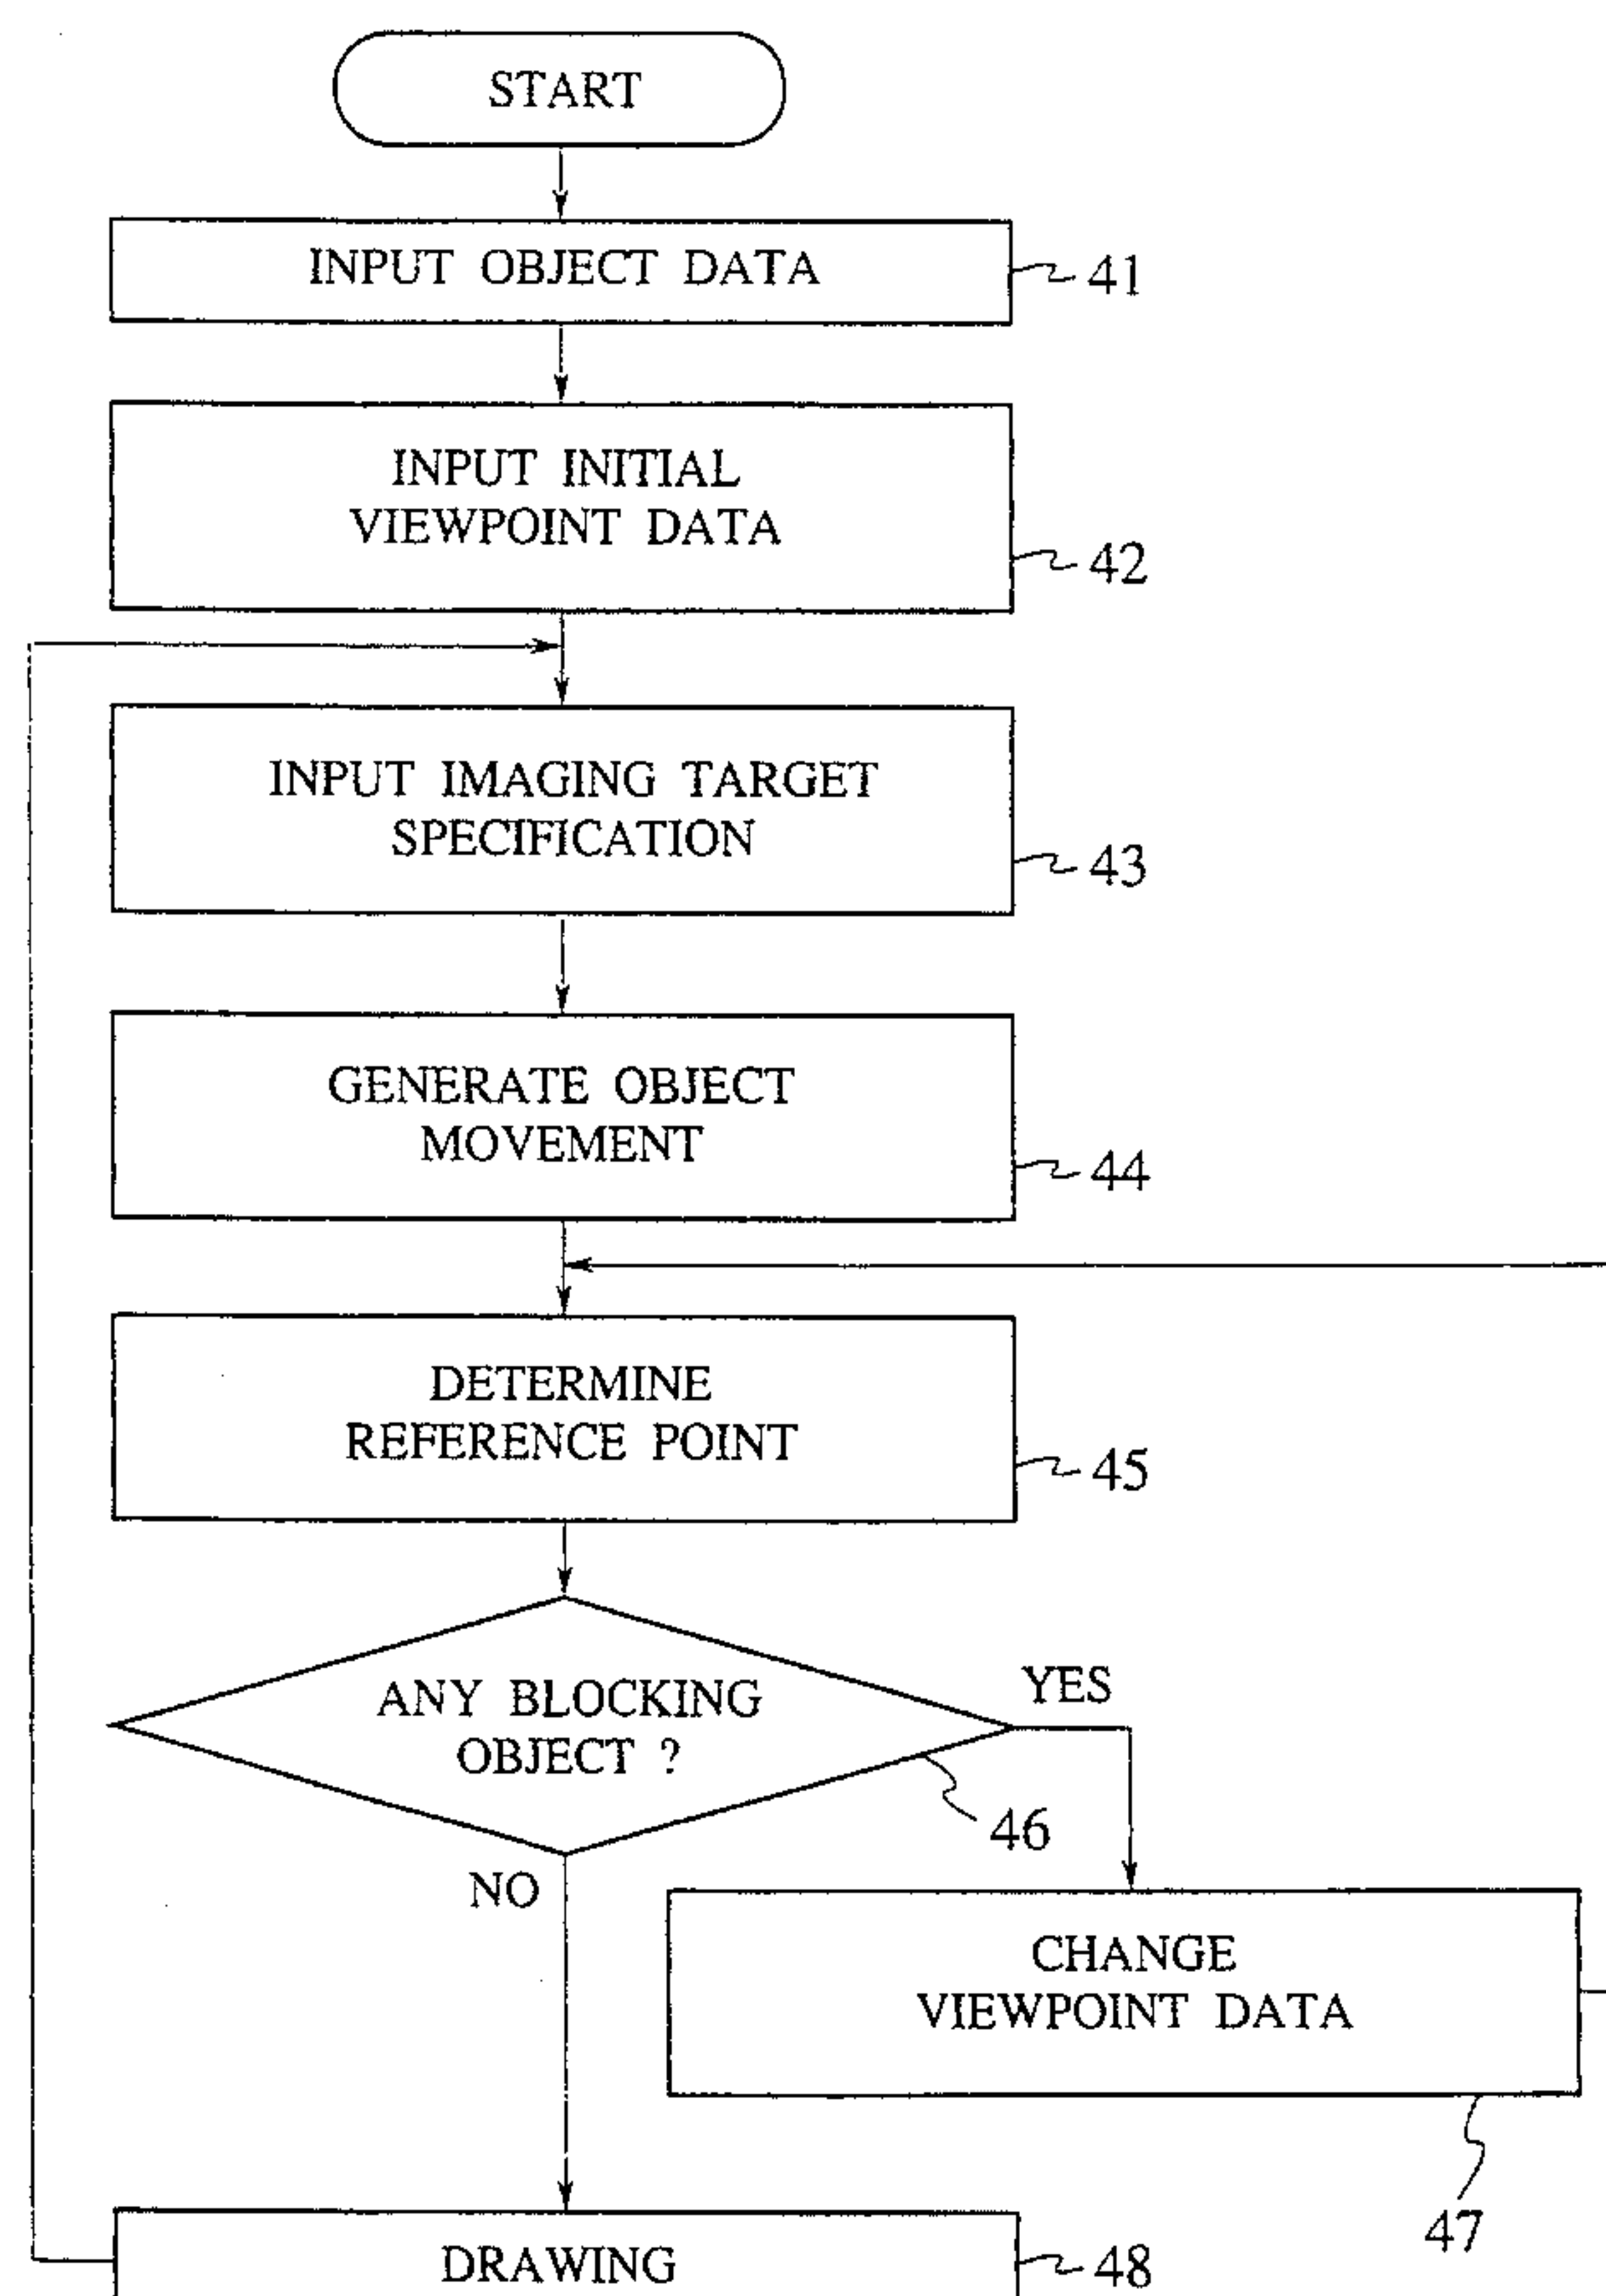 START
INPUT OBJECT DATA
41
INPUT INITIAL
VIEWPOINT DATA
42
INPUT IMAGING TARGET
SPECIFICATION
43
GENERATE OBJECT
MOVEMENT
44
DETERMINE
REFERENCE POINT
45
ANY BLOCKING
OBJECT ?
YES
46
NO
CHANGE
VIEWPOINT DATA
47
DRAWING
48